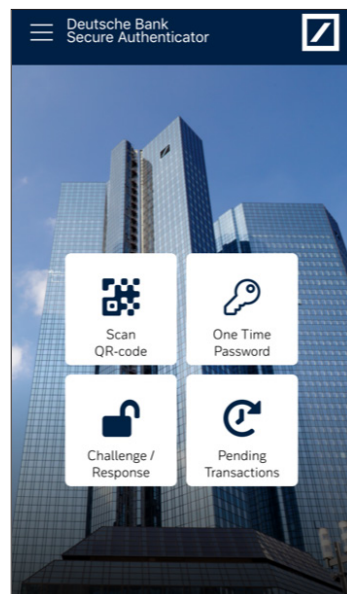 Deutsche Bank
Secure Authenticator
Scan
QR-code
One Time
Password
Challenge /
Response
Pending
Transactions